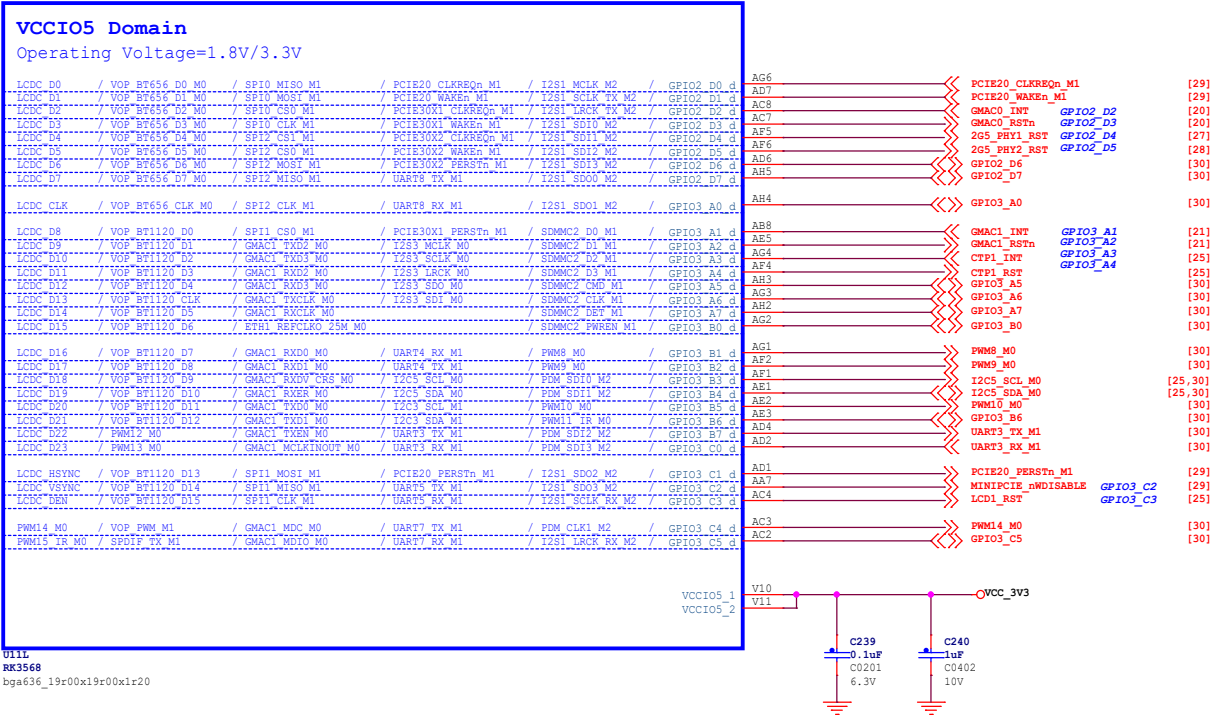 VCCIO5 Domain
Operating Voltage=1.8V/3.3V
LCDC_D0 / VOP_BT656_D0_M0 / SPI0_MISO_M1 / PCIE20_CLKREQn_M1 / I2S1_MCLK_M2 / GPIO2_D0_d AG6 PCIE20_CLKREQn_M1 [29]
LCDC_D1 / VOP_BT656_D1_M0 / SPI0_MOSI_M1 / PCIE20_WAKEn_M1 / I2S1_SCLK_TX_M2 / GPIO2_D1_d AD7 PCIE20_WAKEn_M1 [29]
LCDC_D2 / VOP_BT656_D2_M0 / SPI0_CS0_M1 / PCIE30X1_CLKREQn_M1 / I2S1_LRCK_TX_M2 / GPIO2_D2_d AC8 GMAC0_INT GPIO2_D2 [20]
LCDC_D3 / VOP_BT656_D3_M0 / SPI0_CLK_M1 / PCIE30X1_WAKEn_M1 / I2S1_SDI0_M2 / GPIO2_D3_d AC7 GMAC0_RSTn GPIO2_D3 [20]
LCDC_D4 / VOP_BT656_D4_M0 / SPI2_CS1_M1 / PCIE30X2_CLKREQn_M1 / I2S1_SDI1_M2 / GPIO2_D4_d AF5 2G5_PHY1_RST GPIO2_D4 [27]
LCDC_D5 / VOP_BT656_D5_M0 / SPI2_CS0_M1 / PCIE30X2_WAKEn_M1 / I2S1_SDI2_M2 / GPIO2_D5_d AF6 2G5_PHY2_RST GPIO2_D5 [28]
LCDC_D6 / VOP_BT656_D6_M0 / SPI2_MOSI_M1 / PCIE30X2_PERSTn_M1 / I2S1_SDI3_M2 / GPIO2_D6_d AD6 GPIO2_D6 [30]
LCDC_D7 / VOP_BT656_D7_M0 / SPI2_MISO_M1 / UART8_TX_M1 / I2S1_SDO0_M2 / GPIO2_D7_d AH5 GPIO2_D7 [30]
LCDC_CLK / VOP_BT656_CLK_M0 / SPI2_CLK_M1 / UART8_RX_M1 / I2S1_SDO1_M2 / GPIO3_A0_d AH4 GPIO3_A0 [30]
LCDC_D8 / VOP_BT1120_D0 / SPI1_CS0_M1 / PCIE30X1_PERSTn_M1 / SDMMC2_D0_M1 / GPIO3_A1_d AB8 GMAC1_INT GPIO3_A1 [21]
LCDC_D9 / VOP_BT1120_D1 / GMAC1_TXD2_M0 / I2S3_MCLK_M0 / SDMMC2_D1_M1 / GPIO3_A2_d AE5 GMAC1_RSTn GPIO3_A2 [21]
LCDC_D10 / VOP_BT1120_D2 / GMAC1_TXD3_M0 / I2S3_SCLK_M0 / SDMMC2_D2_M1 / GPIO3_A3_d AG4 CTP1_INT GPIO3_A3 [25]
LCDC_D11 / VOP_BT1120_D3 / GMAC1_RXD2_M0 / I2S3_LRCK_M0 / SDMMC2_D3_M1 / GPIO3_A4_d AF4 CTP1_RST GPIO3_A4 [25]
LCDC_D12 / VOP_BT1120_D4 / GMAC1_RXD3_M0 / I2S3_SDO_M0 / SDMMC2_CMD_M1 / GPIO3_A5_d AH3 GPIO3_A5 [30]
LCDC_D13 / VOP_BT1120_CLK / GMAC1_TXCLK_M0 / I2S3_SDI_M0 / SDMMC2_CLK_M1 / GPIO3_A6_d AG3 GPIO3_A6 [30]
LCDC_D14 / VOP_BT1120_D5 / GMAC1_RXCLK_M0 / SDMMC2_DET_M1 / GPIO3_A7_d AH2 GPIO3_A7 [30]
LCDC_D15 / VOP_BT1120_D6 / ETH1_REFCLKO_25M_M0 / SDMMC2_PWREN_M1 / GPIO3_B0_d AG2 GPIO3_B0 [30]
LCDC_D16 / VOP_BT1120_D7 / GMAC1_RXD0_M0 / UART4_RX_M1 / PWM8_M0 / GPIO3_B1_d AG1 PWM8_M0 [30]
LCDC_D17 / VOP_BT1120_D8 / GMAC1_RXD1_M0 / UART4_TX_M1 / PWM9_M0 / GPIO3_B2_d AF2 PWM9_M0 [30]
LCDC_D18 / VOP_BT1120_D9 / GMAC1_RXDV_CRS_M0 / I2C5_SCL_M0 / PDM_SDI0_M2 / GPIO3_B3_d AF1 I2C5_SCL_M0 [25,30]
LCDC_D19 / VOP_BT1120_D10 / GMAC1_RXER_M0 / I2C5_SDA_M0 / PDM_SDI1_M2 / GPIO3_B4_d AE1 I2C5_SDA_M0 [25,30]
LCDC_D20 / VOP_BT1120_D11 / GMAC1_TXD0_M0 / I2C3_SCL_M1 / PWM10_M0 / GPIO3_B5_d AE2 PWM10_M0 [30]
LCDC_D21 / VOP_BT1120_D12 / GMAC1_TXD1_M0 / I2C3_SDA_M1 / PWM11_IR_M0 / GPIO3_B6_d AE3 GPIO3_B6 [30]
LCDC_D22 / PWM12_M0 / GMAC1_TXEN_M0 / UART3_TX_M1 / PDM_SDI2_M2 / GPIO3_B7_d AD4 UART3_TX_M1 [30]
LCDC_D23 / PWM13_M0 / GMAC1_MCLKINOUT_M0 / UART3_RX_M1 / PDM_SDI3_M2 / GPIO3_C0_d AD2 UART3_RX_M1 [30]
LCDC_HSYNC / VOP_BT1120_D13 / SPI1_MOSI_M1 / PCIE20_PERSTn_M1 / I2S1_SDO2_M2 / GPIO3_C1_d AD1 PCIE20_PERSTn_M1 [29]
LCDC_VSYNC / VOP_BT1120_D14 / SPI1_MISO_M1 / UART5_TX_M1 / I2S1_SDO3_M2 / GPIO3_C2_d AA7 MINIPCIE_nWDISABLE GPIO3_C2 [29]
LCDC_DEN / VOP_BT1120_D15 / SPI1_CLK_M1 / UART5_RX_M1 / I2S1_SCLK_RX_M2 / GPIO3_C3_d AC4 LCD1_RST GPIO3_C3 [25]
PWM14_M0 / VOP_PWM_M1 / GMAC1_MDC_M0 / UART7_TX_M1 / PDM_CLK1_M2 / GPIO3_C4_d AC3 PWM14_M0 [30]
PWM15_IR_M0 / SPDIF_TX_M1 / GMAC1_MDIO_M0 / UART7_RX_M1 / I2S1_LRCK_RX_M2 / GPIO3_C5_d AC2 GPIO3_C5 [30]
VCCIO5_1 V10 VCC_3V3
VCCIO5_2 V11
C239 C240
0.1uF 1uF
C0201 C0402
6.3V 10V
U11L
RK3568
bga636_19r00x19r00x1r20